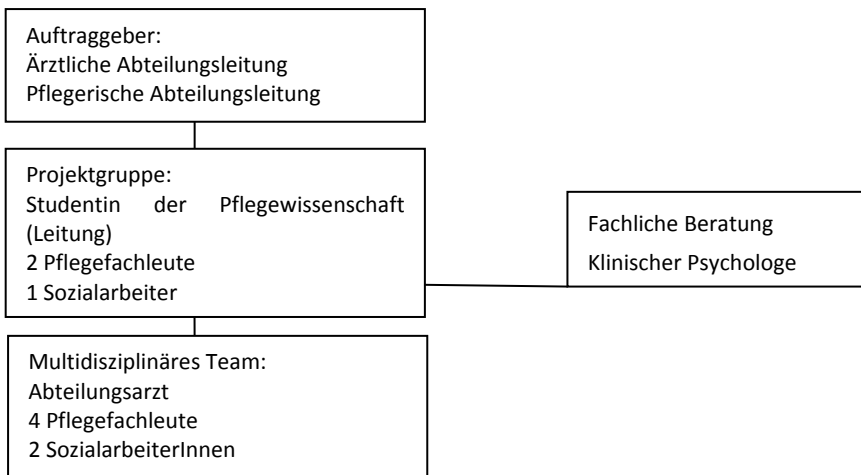 Auftraggeber:
Ärztliche Abteilungsleitung
Pflegerische Abteilungsleitung
Projektgruppe:
Studentin der Pflegewissenschaft
(Leitung)
2 Pflegefachleute
1 Sozialarbeiter
Fachliche Beratung
Klinischer Psychologe
Multidisziplinäres Team:
Abteilungsarzt
4 Pflegefachleute
2 SozialarbeiterInnen